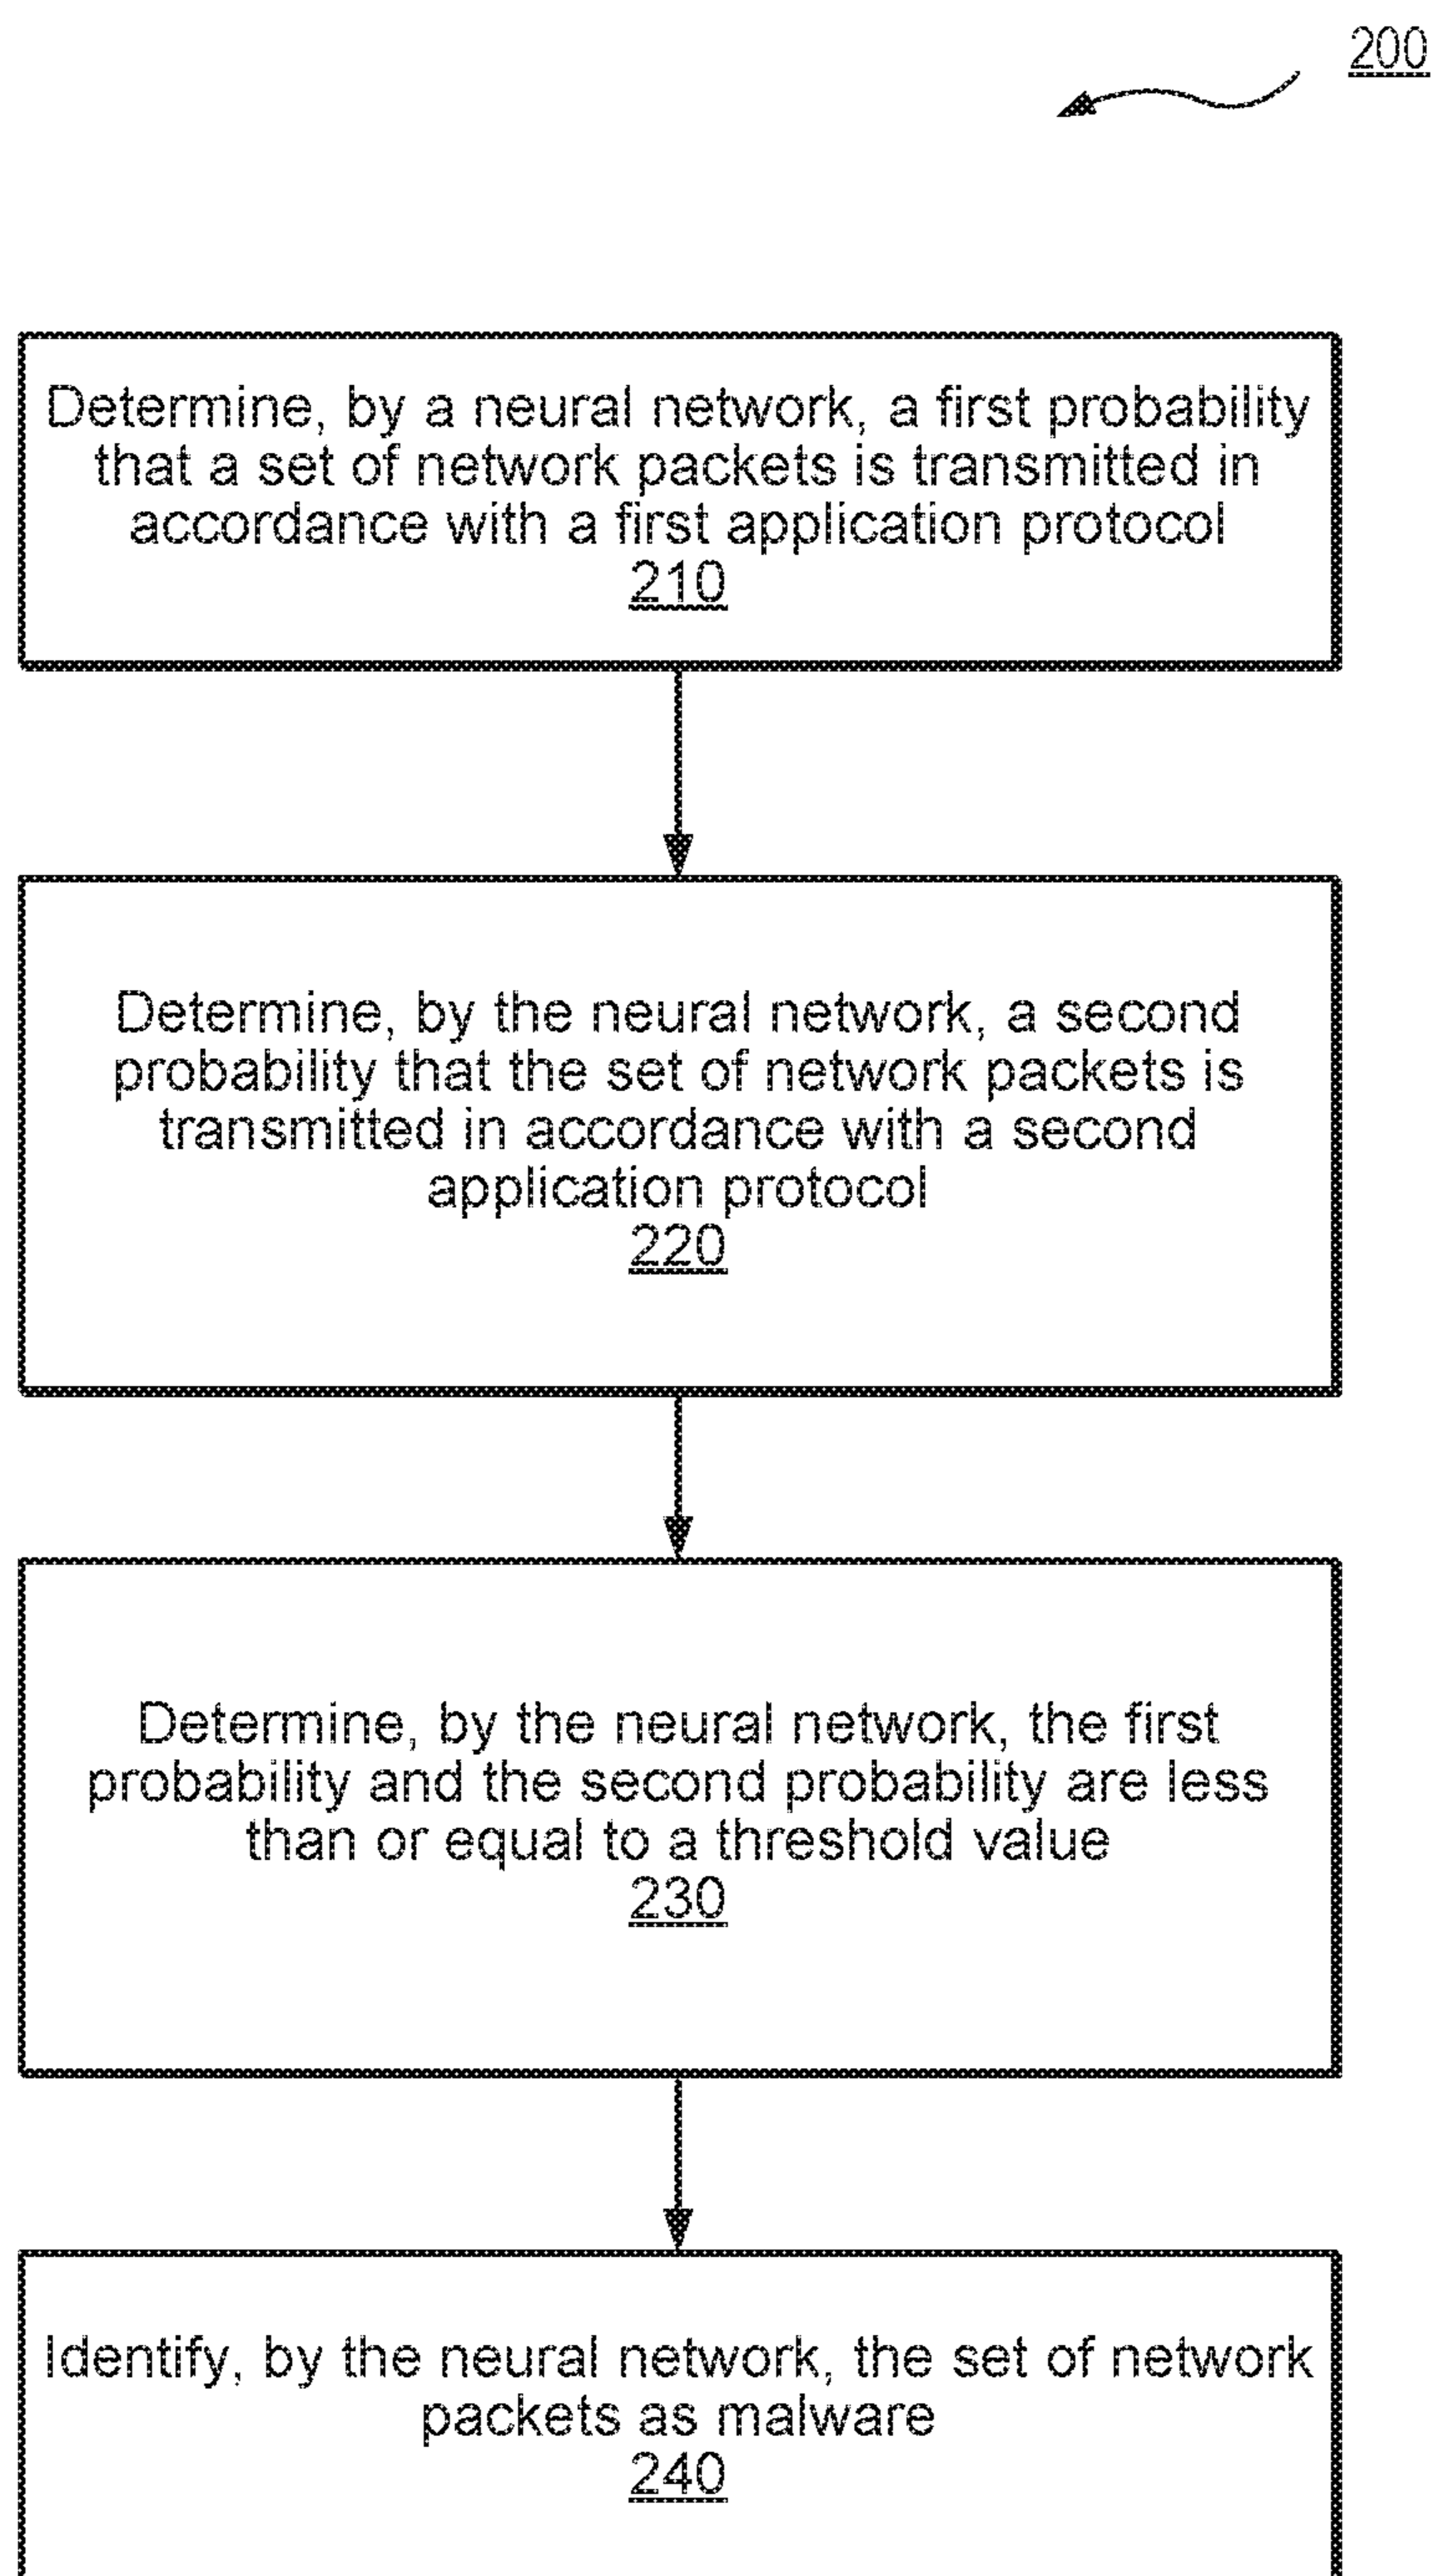 200
Determine, by a neural network, a first probability
that a set of network packets is transmitted in
accordance with a first application protocol
210
Determine, by the neural network, a second
probability that the set of network packets is
transmitted in accordance with a second
application protocol
220
Determine, by the neural network, the first
probability and the second probability are less
than or equal to a threshold value
230
Identify, by the neural network, the set of network
packets as malware
240